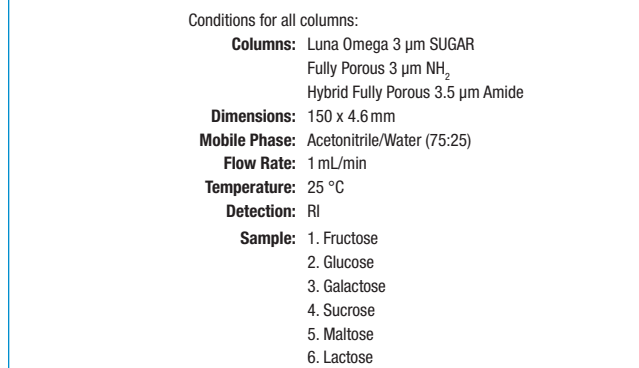 Conditions for all columns:
Columns: Luna Omega 3 µm SUGAR
Fully Porous 3 µm NH₂
Hybrid Fully Porous 3.5 µm Amide
Dimensions: 150 x 4.6 mm
Mobile Phase: Acetonitrile/Water (75:25)
Flow Rate: 1 mL/min
Temperature: 25 °C
Detection: RI
Sample: 1. Fructose
2. Glucose
3. Galactose
4. Sucrose
5. Maltose
6. Lactose